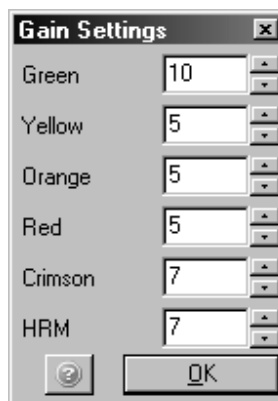 Gain Settings
Green 10
Yellow 5
Orange 5
Red 5
Crimson 7
HRM 7
? OK